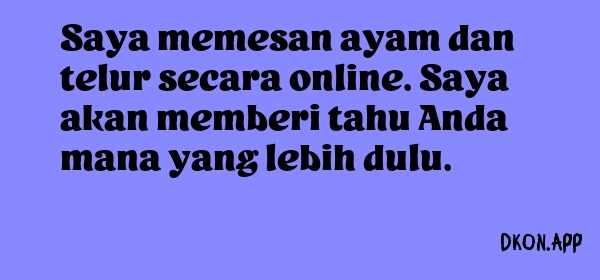 Saya memesan ayam dan
telur secara online. Saya
akan memberi tahu Anda
mana yang lebih dulu.
DKON.APP